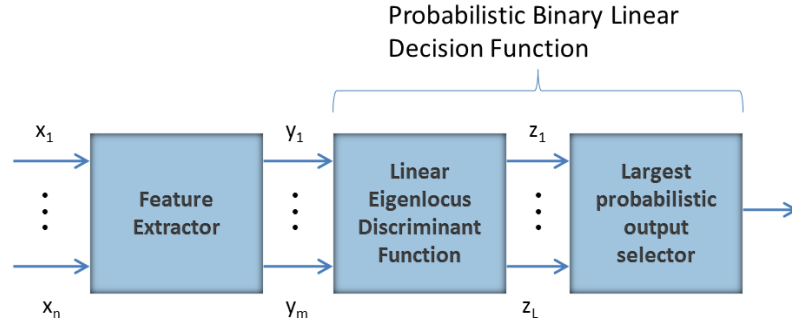 Probabilistic Binary Linear
Decision Function
x1
y1
z1
Feature
Extractor
Linear
Eigenlocus
Discriminant
Function
Largest
probabilistic
output
selector
xn
ym
zL